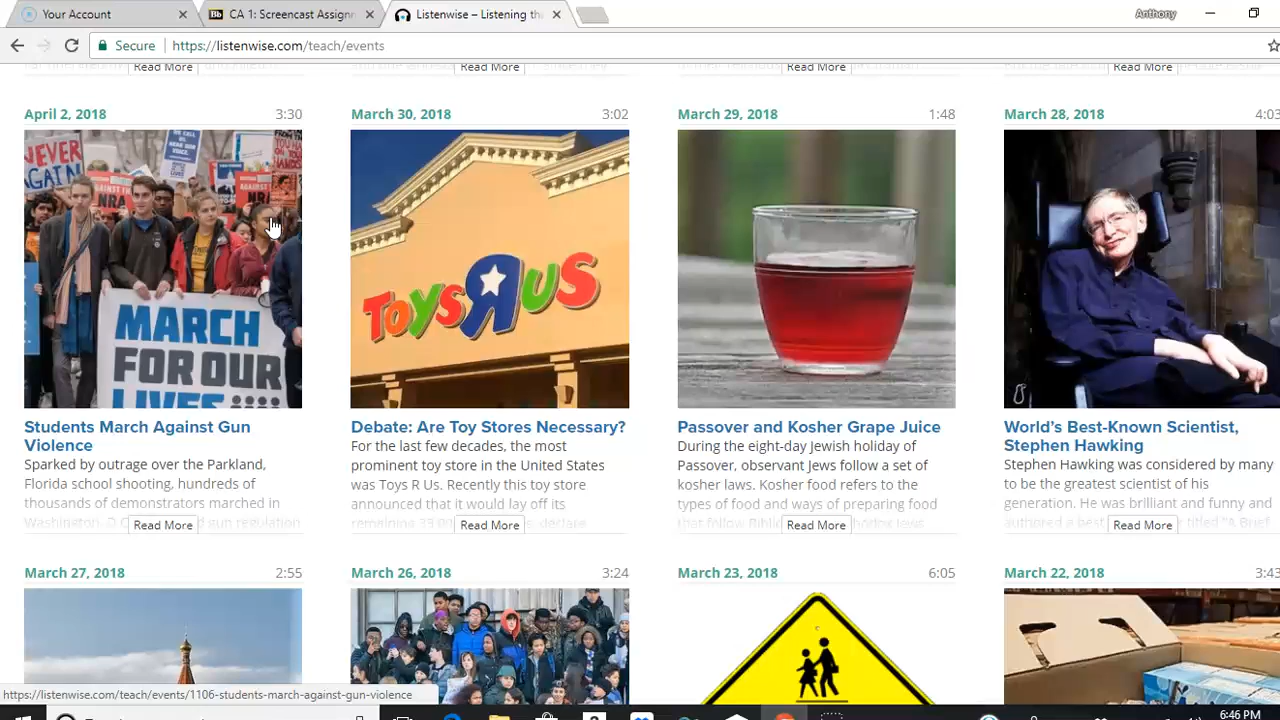 Your Account
CA 1: Screencast Assignm
Listenwise – Listening the
Anthony
Secure
https://listenwise.com/teach/events
Read More
Read More
Read More
Read More
April 2, 2018 3:30
March 30, 2018 3:02
March 29, 2018 1:48
March 28, 2018 4:03
NEVER
AGAIN
NRA
MARCH
FOR OUR
LIVES
TOYS R US
Students March Against Gun
Violence
Sparked by outrage over the Parkland,
Florida school shooting, hundreds of
thousands of demonstrators marched in
Read More
Debate: Are Toy Stores Necessary?
For the last few decades, the most
prominent toy store in the United States
was Toys R Us. Recently this toy store
announced that it would lay off its
Read More
Passover and Kosher Grape Juice
During the eight-day Jewish holiday of
Passover, observant Jews follow a set of
kosher laws. Kosher food refers to the
types of food and ways of preparing food
Read More
World's Best-Known Scientist,
Stephen Hawking
Stephen Hawking was considered by many
to be the greatest scientist of his
generation. He was brilliant and funny and
Read More
March 27, 2018 2:55
March 26, 2018 3:24
March 23, 2018 6:05
March 22, 2018 3:43
https://listenwise.com/teach/events/1106-students-march-against-gun-violence
6:46 PM